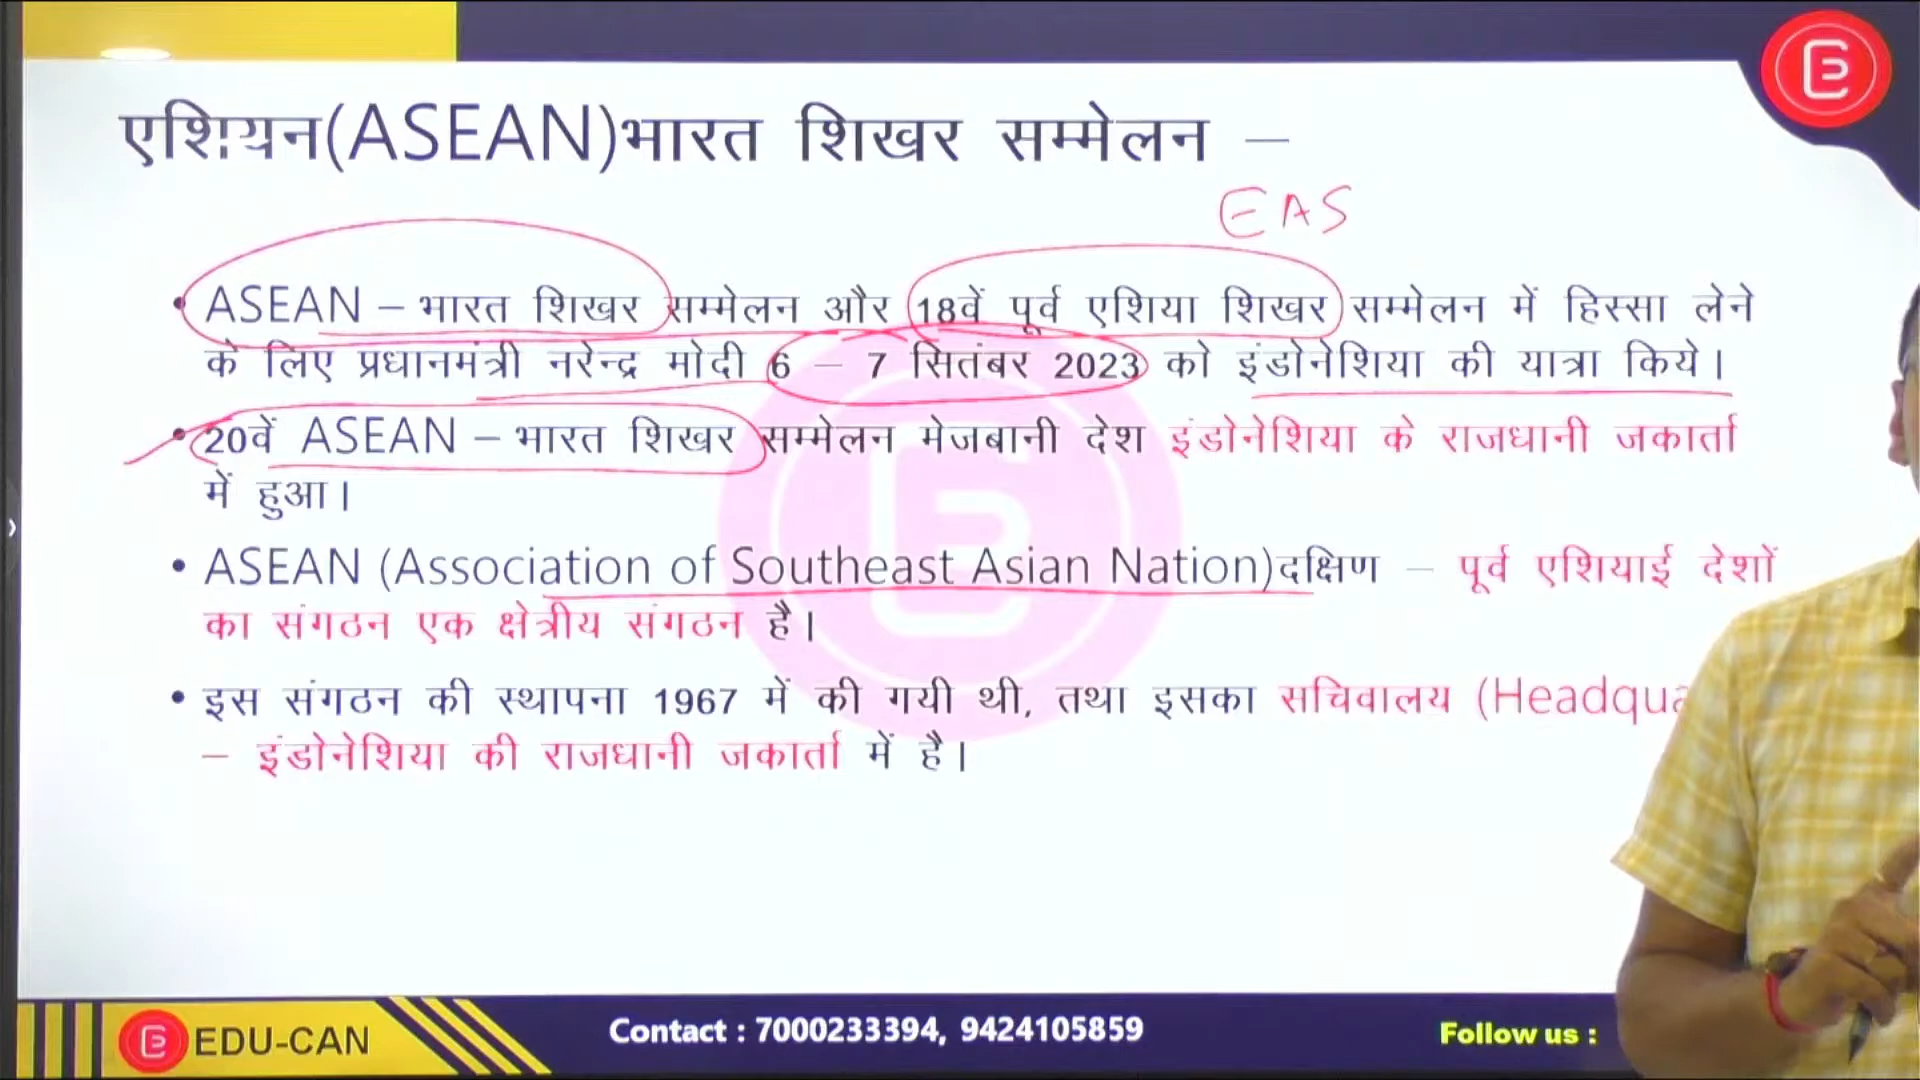 एशियन(ASEAN)भारत शिखर सम्मेलन –
EAS
• ASEAN – भारत शिखर सम्मेलन और 18वें पूर्व एशिया शिखर सम्मेलन में हिस्सा लेने
के लिए प्रधानमंत्री नरेन्द्र मोदी 6 – 7 सितंबर 2023 को इंडोनेशिया की यात्रा किये।
• 20वें ASEAN – भारत शिखर सम्मेलन मेजबानी देश इंडोनेशिया के राजधानी जकार्ता
में हुआ।
• ASEAN (Association of Southeast Asian Nation)दक्षिण – पूर्व एशियाई देशों
का संगठन एक क्षेत्रीय संगठन है।
• इस संगठन की स्थापना 1967 में की गयी थी, तथा इसका सचिवालय (Headqua
– इंडोनेशिया की राजधानी जकार्ता में है।
EDU-CAN
Contact : 7000233394, 9424105859
Follow us :